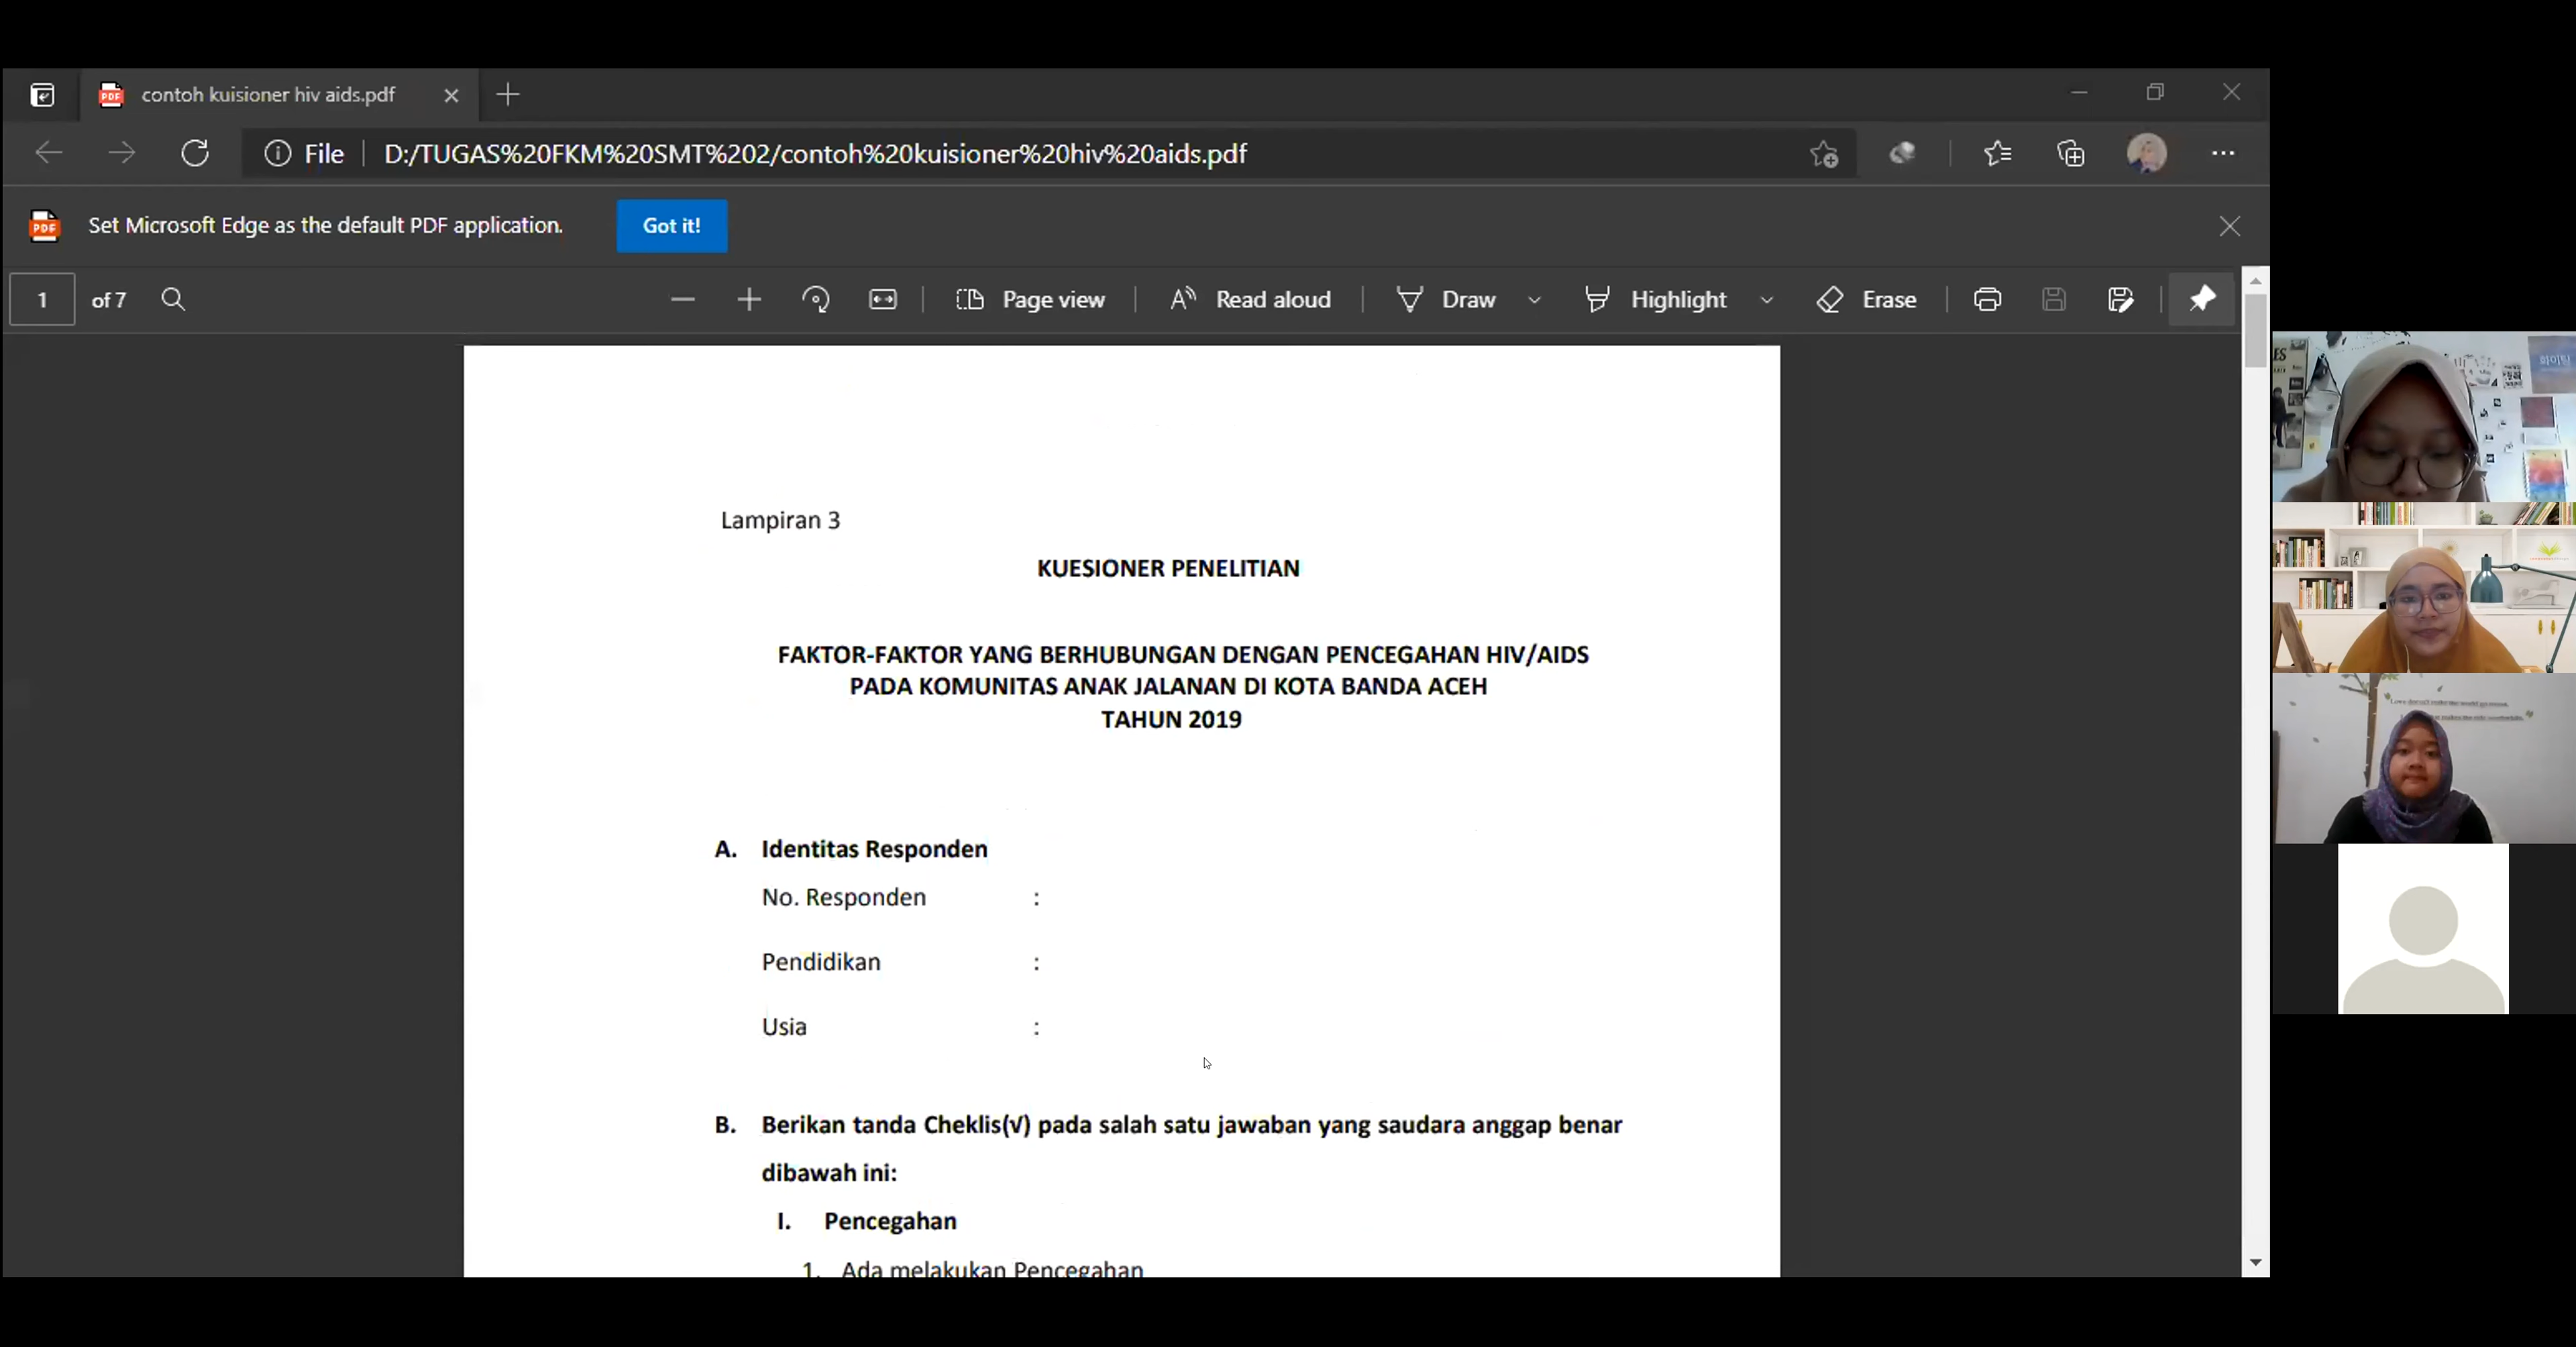 contoh kuisioner hiv aids.pdf
File
D:/TUGAS%20FKM%20SMT%202/contoh%20kuisioner%20hiv%20aids.pdf
PDF
Set Microsoft Edge as the default PDF application.
Got it!
1 of 7
Page view
Read aloud
Draw
Highlight
Erase
Lampiran 3
KUESIONER PENELITIAN
FAKTOR-FAKTOR YANG BERHUBUNGAN DENGAN PENCEGAHAN HIV/AIDS
PADA KOMUNITAS ANAK JALANAN DI KOTA BANDA ACEH
TAHUN 2019
A. Identitas Responden
No. Responden :
Pendidikan :
Usia :
B. Berikan tanda Cheklis(√) pada salah satu jawaban yang saudara anggap benar
dibawah ini:
I. Pencegahan
1. Ada melakukan Pencegahan